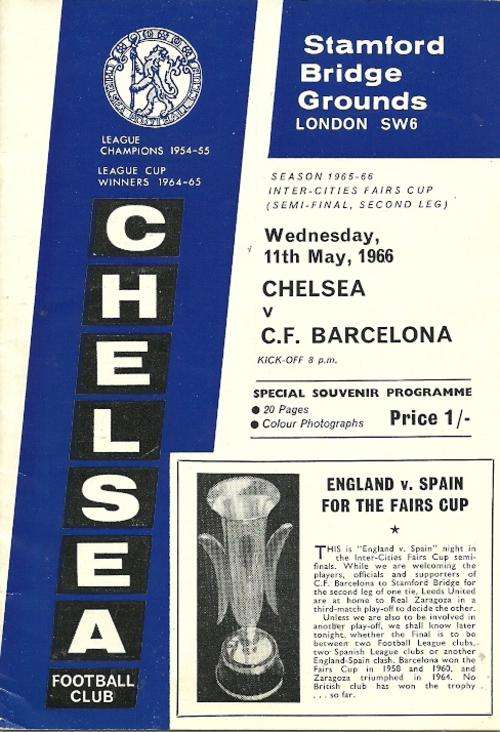 LEAGUE
CHAMPIONS 1954-55
LEAGUE CUP
WINNERS 1964-65
CHELSEA
FOOTBALL
CLUB
Stamford
Bridge
Grounds
LONDON SW6
SEASON 1965-66
INTER-CITIES FAIRS CUP
(SEMI-FINAL, SECOND LEG)
Wednesday,
11th May, 1966
CHELSEA
v
C.F. BARCELONA
KICK-OFF 8 p.m.
SPECIAL SOUVENIR PROGRAMME
● 20 Pages
● Colour Photographs
Price 1/-
ENGLAND v. SPAIN
FOR THE FAIRS CUP
★
THIS is "England v. Spain" night in
the Inter-Cities Fairs Cup semi-
finals. While we are welcoming the
players, officials and supporters of
C.F. Barcelona to Stamford Bridge for
the second leg of one tie, Leeds United
are at home to Real Zaragoza in a
third-match play-off to decide the other.
Unless we are also to be involved in
another play-off, we shall know later
tonight, whether the Final is to be
between two Football League clubs,
two Spanish League clubs or another
England-Spain clash. Barcelona won the
Fairs Cup in 1958 and 1960, and
Zaragoza triumphed in 1964. No
British club has won the trophy
. . . so far.